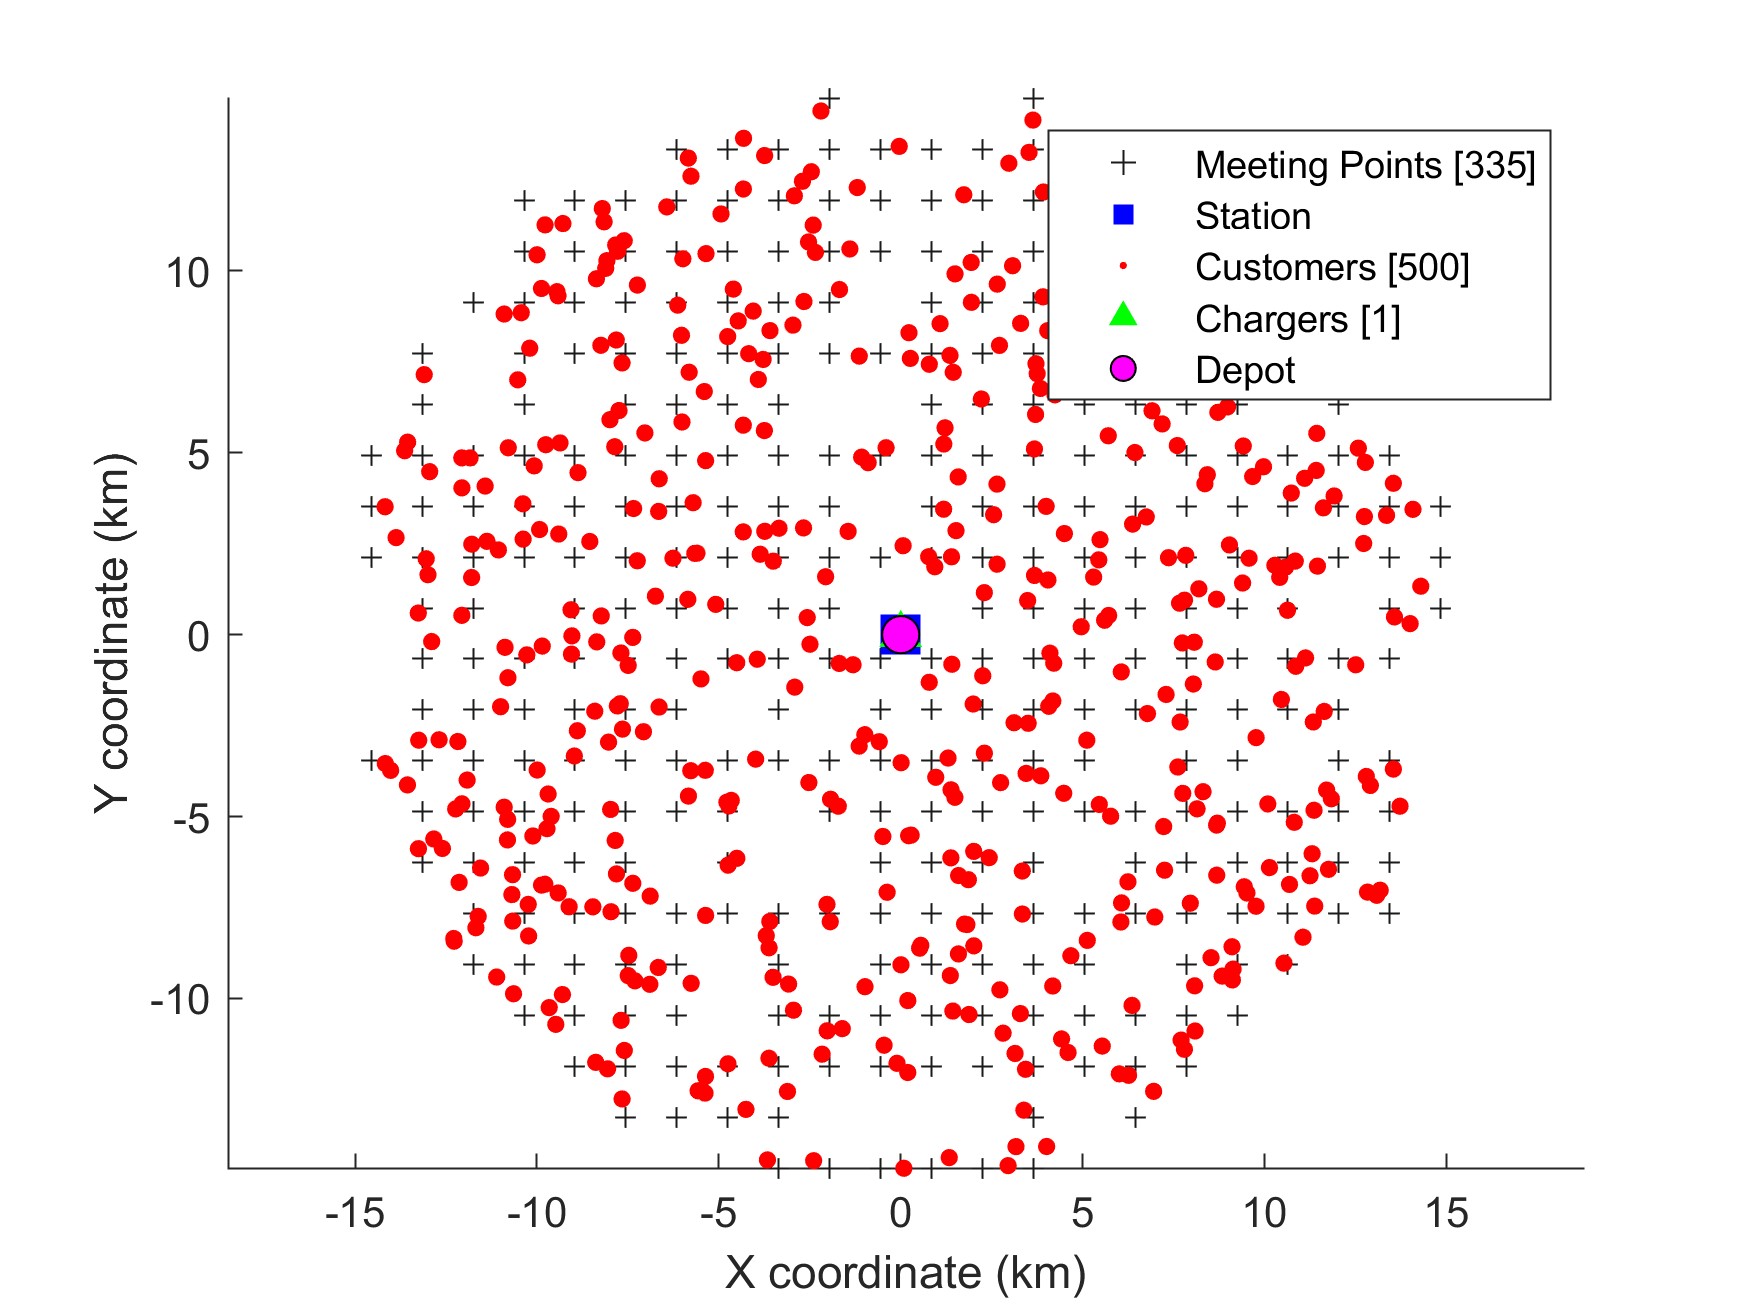 Meeting Points [335]
Station
Customers [500]
Chargers [1]
Depot
10
5
0
-5
-10
Y coordinate (km)
-15 -10 -5 0 5 10 15
X coordinate (km)